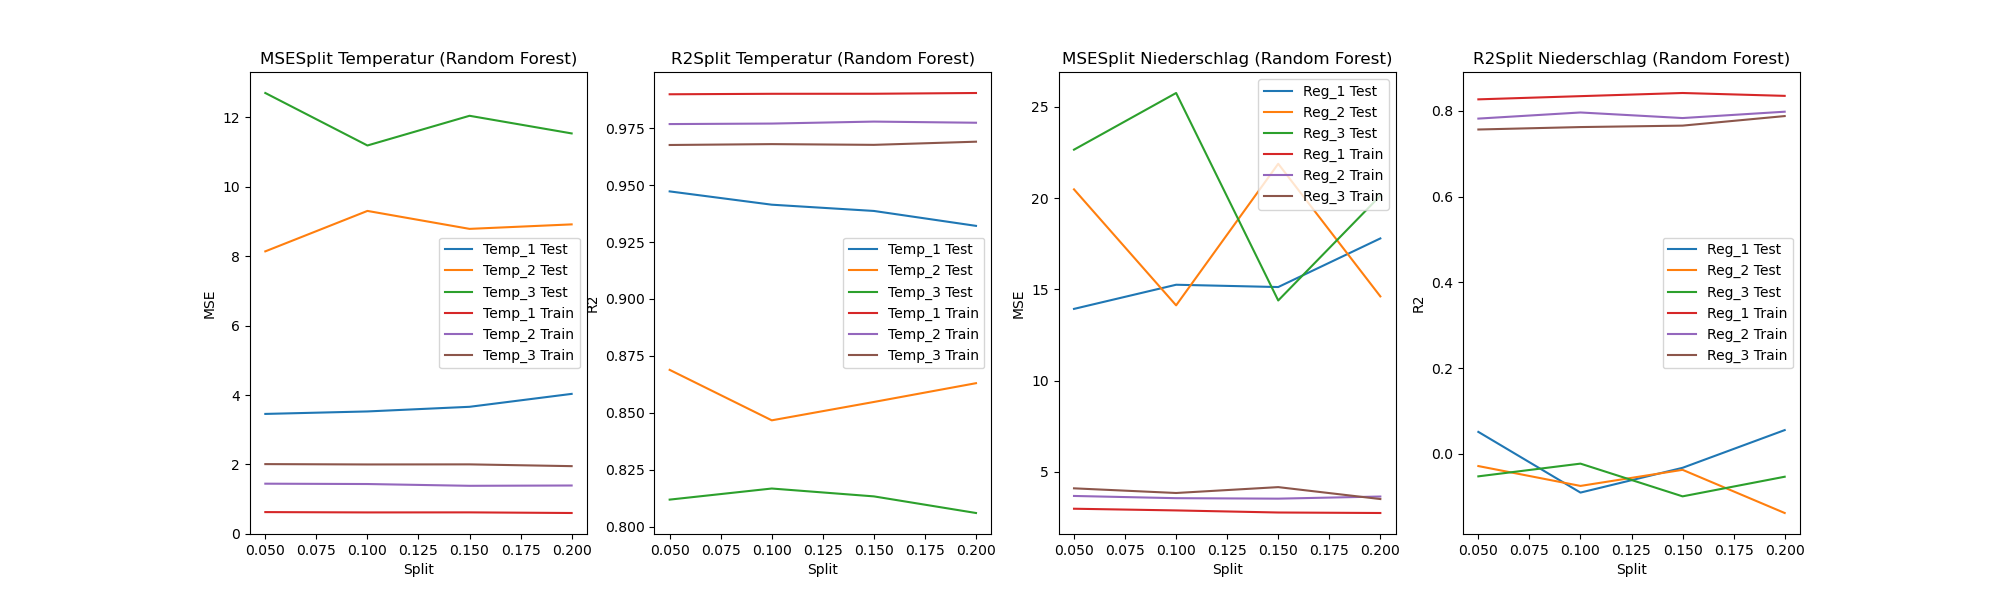 MSESplit Temperatur (Random Forest)
12
10
8
6
4
2
0
MSE
0.050 0.075 0.100 0.125 0.150 0.175 0.200
Split
Temp_1 Test
Temp_2 Test
Temp_3 Test
Temp_1 Train
Temp_2 Train
Temp_3 Train
R2Split Temperatur (Random Forest)
0.975
0.950
0.925
0.900
0.875
0.850
0.825
0.800
R2
0.050 0.075 0.100 0.125 0.150 0.175 0.200
Split
Temp_1 Test
Temp_2 Test
Temp_3 Test
Temp_1 Train
Temp_2 Train
Temp_3 Train
MSESplit Niederschlag (Random Forest)
25
20
15
10
5
MSE
0.050 0.075 0.100 0.125 0.150 0.175 0.200
Split
Reg_1 Test
Reg_2 Test
Reg_3 Test
Reg_1 Train
Reg_2 Train
Reg_3 Train
R2Split Niederschlag (Random Forest)
0.8
0.6
0.4
0.2
0.0
R2
0.050 0.075 0.100 0.125 0.150 0.175 0.200
Split
Reg_1 Test
Reg_2 Test
Reg_3 Test
Reg_1 Train
Reg_2 Train
Reg_3 Train